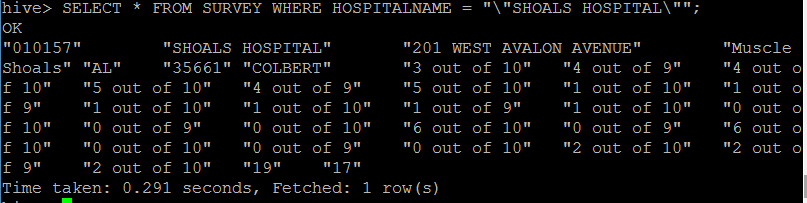 hive> SELECT * FROM SURVEY WHERE HOSPITALNAME = "\"SHOALS HOSPITAL\"";
OK
"010157" "SHOALS HOSPITAL" "201 WEST AVALON AVENUE" "Muscle
Shoals" "AL" "35661" "COLBERT" "3 out of 10" "4 out of 9" "4 out o
f 10" "5 out of 10" "4 out of 9" "5 out of 10" "1 out of 10" "1 out o
f 9" "1 out of 10" "1 out of 10" "1 out of 9" "1 out of 10" "0 out o
f 10" "0 out of 9" "0 out of 10" "6 out of 10" "0 out of 9" "6 out o
f 10" "0 out of 10" "0 out of 9" "0 out of 10" "2 out of 10" "2 out o
f 9" "2 out of 10" "19" "17"
Time taken: 0.291 seconds, Fetched: 1 row(s)